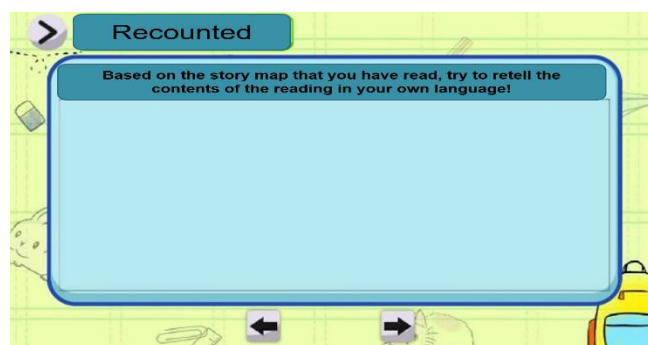 Recounted
Based on the story map that you have read, try to retell the
contents of the reading in your own language!